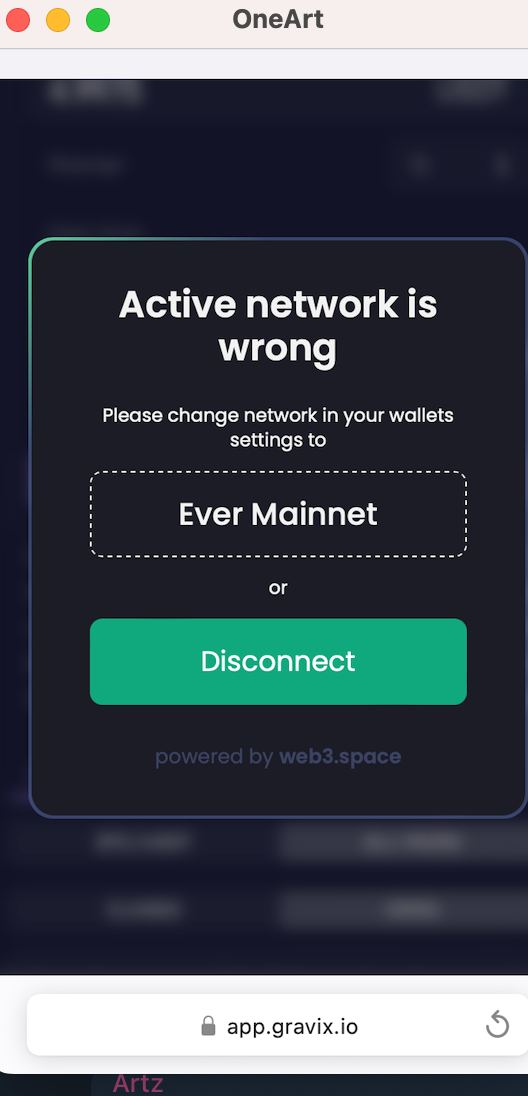 OneArt
Active network is
wrong
Please change network in your wallets
settings to
Ever Mainnet
or
Disconnect
powered by web3.space
app.gravix.io
Artz